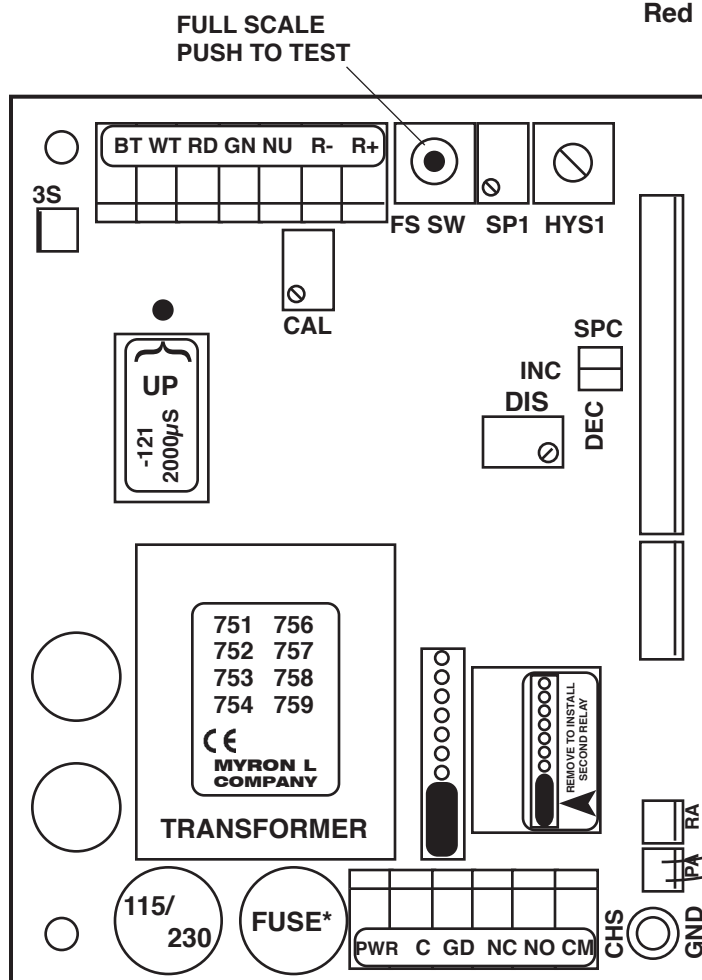 Red
FULL SCALE
PUSH TO TEST
BT WT RD GN NU R- R+
3S
FS SW SP1 HYS1
CAL
SPC
INC
DIS
DEC
UP
-121
2000µS
751 756
752 757
753 758
754 759
CE
MYRON L
COMPANY
TRANSFORMER
REMOVE TO INSTALL
SECOND RELAY
RA
PA
115/
230
FUSE*
PWR C GD NC NO CM
CHS
GND